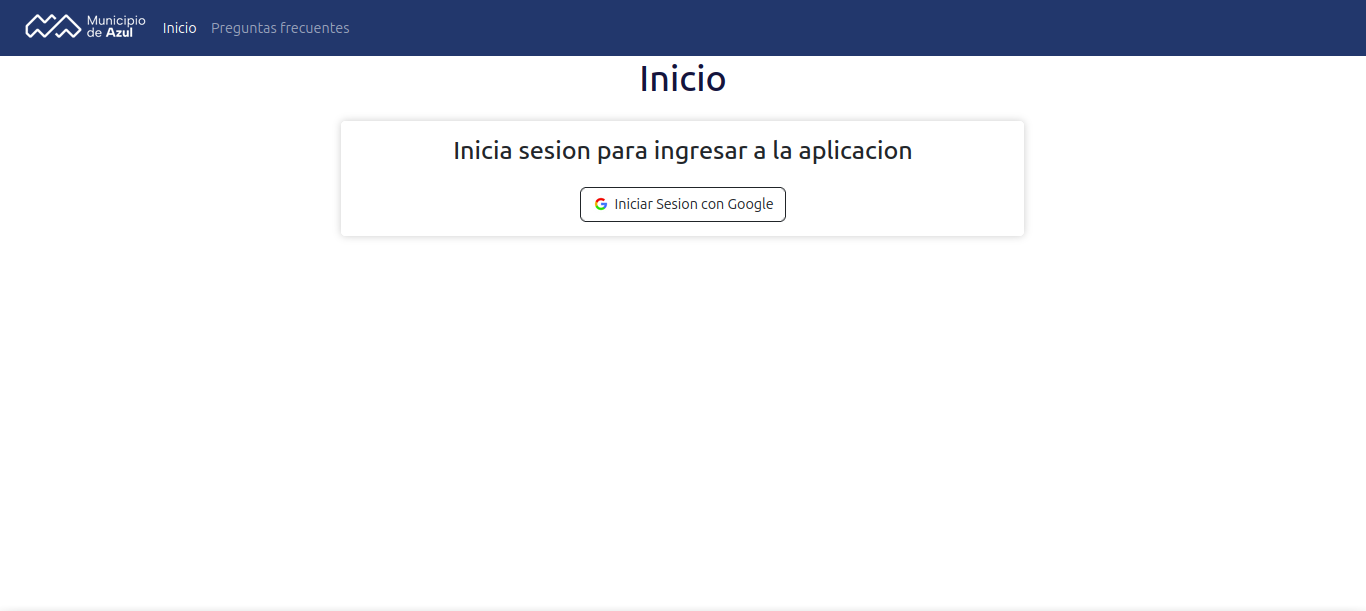 Municipio
de Azul
Inicio
Preguntas frecuentes
Inicio
Inicia sesion para ingresar a la aplicacion
Iniciar Sesion con Google